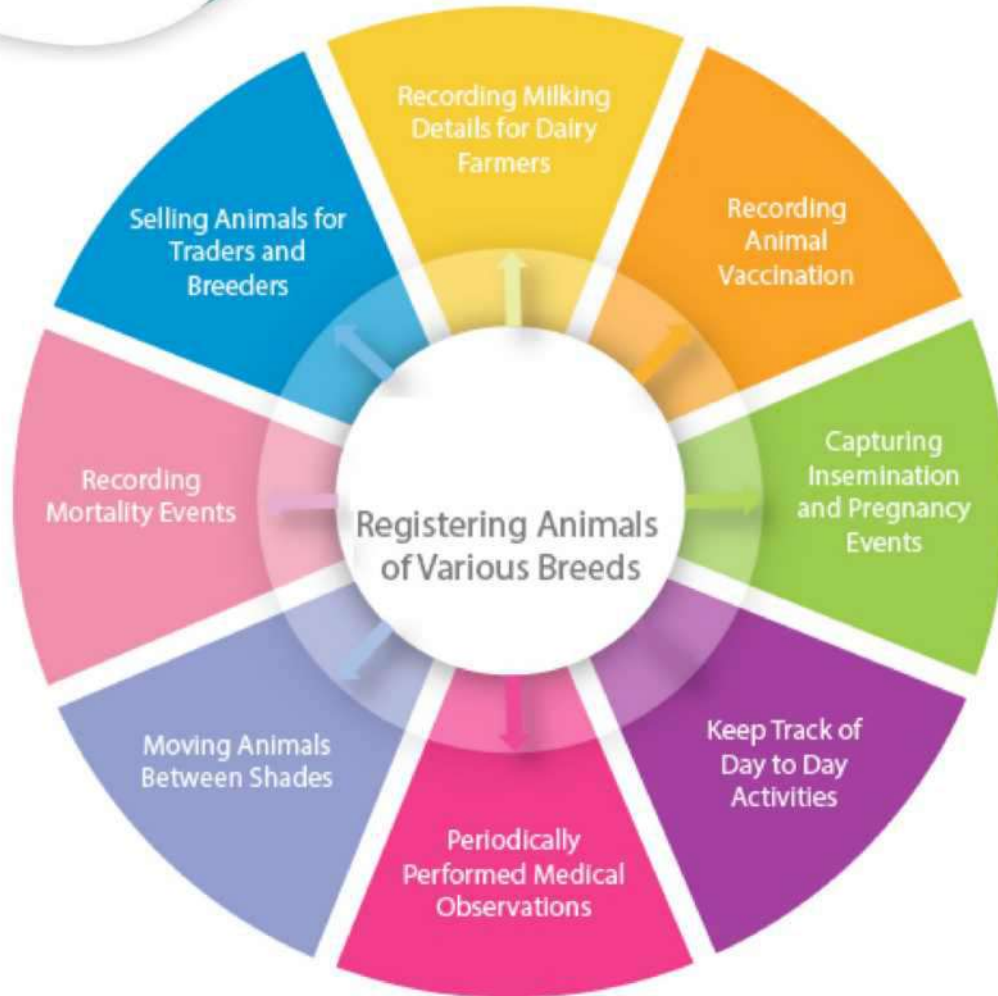 Recording Milking
Details for Dairy
Farmers
Recording
Animal
Vaccination
Capturing
Insemination
and Pregnancy
Events
Keep Track of
Day to Day
Activities
Periodically
Performed Medical
Observations
Moving Animals
Between Shades
Recording
Mortality Events
Selling Animals for
Traders and
Breeders
Registering Animals
of Various Breeds